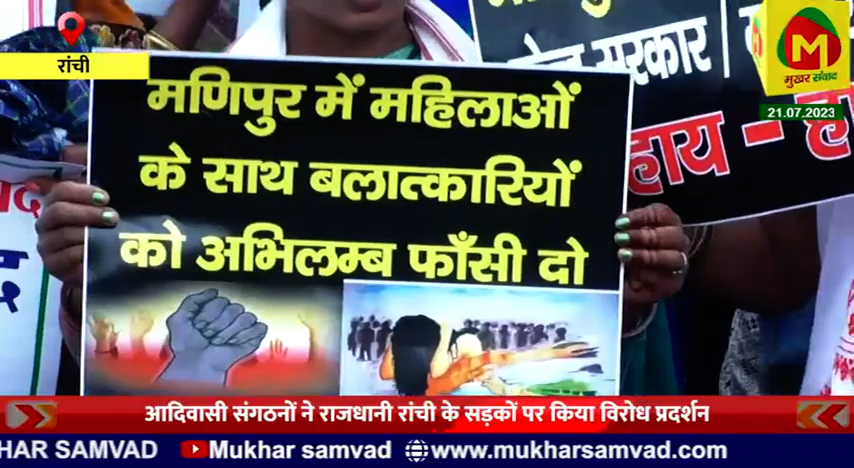 रांची
M
मुखर संवाद
21.07.2023
सरकार
हाय - हा
मणिपुर में महिलाओं
के साथ बलात्कारियों
को अभिलम्ब फाँसी दो
आदिवासी संगठनों ने राजधानी रांची के सड़कों पर किया विरोध प्रदर्शन
HAR SAMVAD Mukhar samvad www.mukharsamvad.com